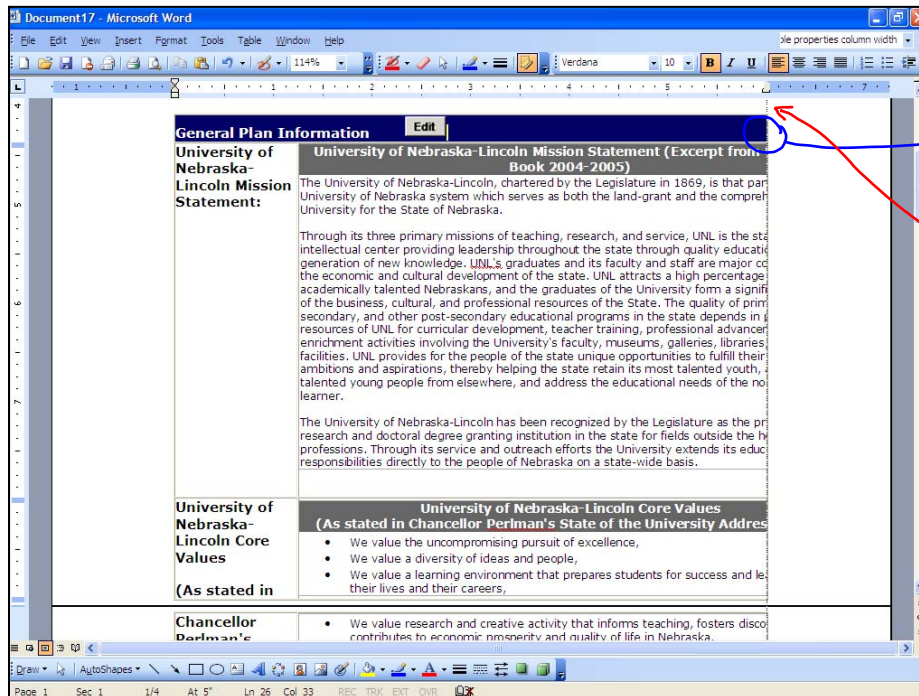 Document17 - Microsoft Word
File Edit View Insert Format Tools Table Window Help
ple properties column width
114%
Verdana
10
B I U
1 1 2 3 4 5 7
General Plan Information
Edit
University of
Nebraska-
Lincoln Mission
Statement:
University of Nebraska-Lincoln Mission Statement (Excerpt from
Book 2004-2005)
The University of Nebraska-Lincoln, chartered by the Legislature in 1869, is that par
University of Nebraska system which serves as both the land-grant and the compreh
University for the State of Nebraska.
Through its three primary missions of teaching, research, and service, UNL is the sta
intellectual center providing leadership throughout the state through quality educatio
generation of new knowledge. UNL's graduates and its faculty and staff are major co
the economic and cultural development of the state. UNL attracts a high percentage
academically talented Nebraskans, and the graduates of the University form a signifi
of the business, cultural, and professional resources of the State. The quality of prim
secondary, and other post-secondary educational programs in the state depends in p
resources of UNL for curricular development, teacher training, professional advancer
enrichment activities involving the University's faculty, museums, galleries, libraries,
facilities. UNL provides for the people of the state unique opportunities to fulfill their
ambitions and aspirations, thereby helping the state retain its most talented youth, a
talented young people from elsewhere, and address the educational needs of the no
learner.
The University of Nebraska-Lincoln has been recognized by the Legislature as the pr
research and doctoral degree granting institution in the state for fields outside the h
professions. Through its service and outreach efforts the University extends its educ
responsibilities directly to the people of Nebraska on a state-wide basis.
University of
Nebraska-
Lincoln Core
Values
(As stated in
University of Nebraska-Lincoln Core Values
(As stated in Chancellor Perlman's State of the University Addres
• We value the uncompromising pursuit of excellence,
• We value a diversity of ideas and people,
• We value a learning environment that prepares students for success and le
their lives and their careers,
Chancellor
Perlman's
• We value research and creative activity that informs teaching, fosters disco
contributes to economic prosperity and quality of life in Nebraska.
Draw AutoShapes
Page 1 Sec 1 1/4 At 5" Ln 26 Col 33 REC TRK EXT OVR